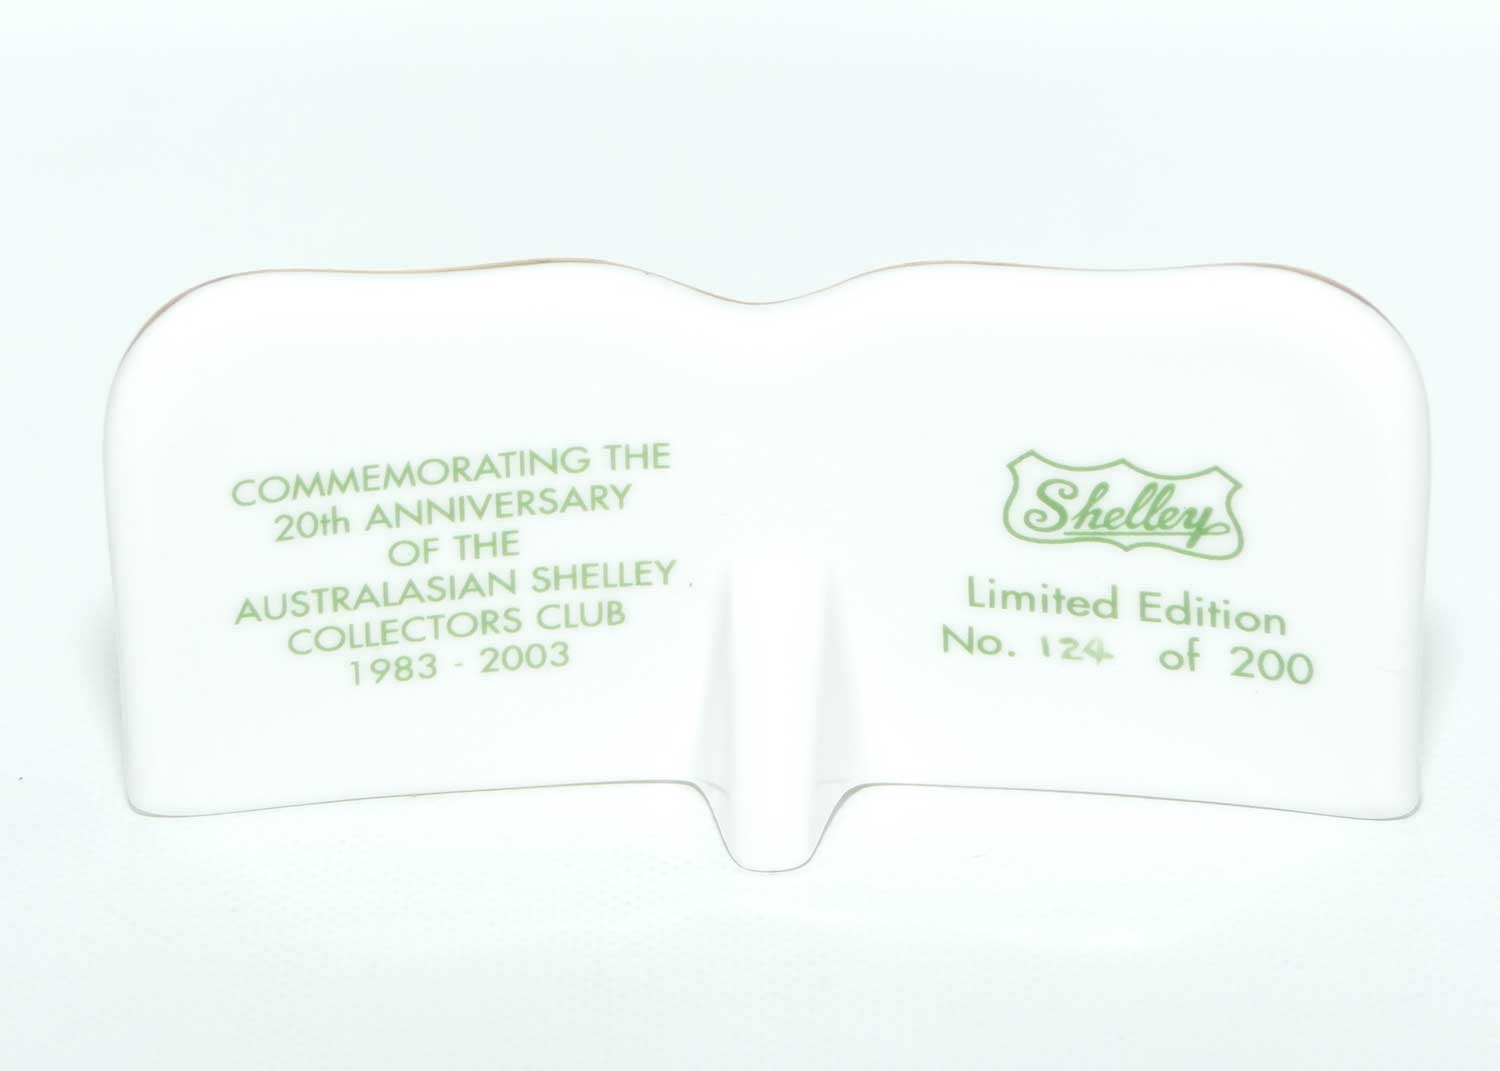 COMMEMORATING THE
20th ANNIVERSARY
OF THE
AUSTRALASIAN SHELLEY
COLLECTORS CLUB
1983 - 2003
Shelley
Limited Edition
No. 124 of 200